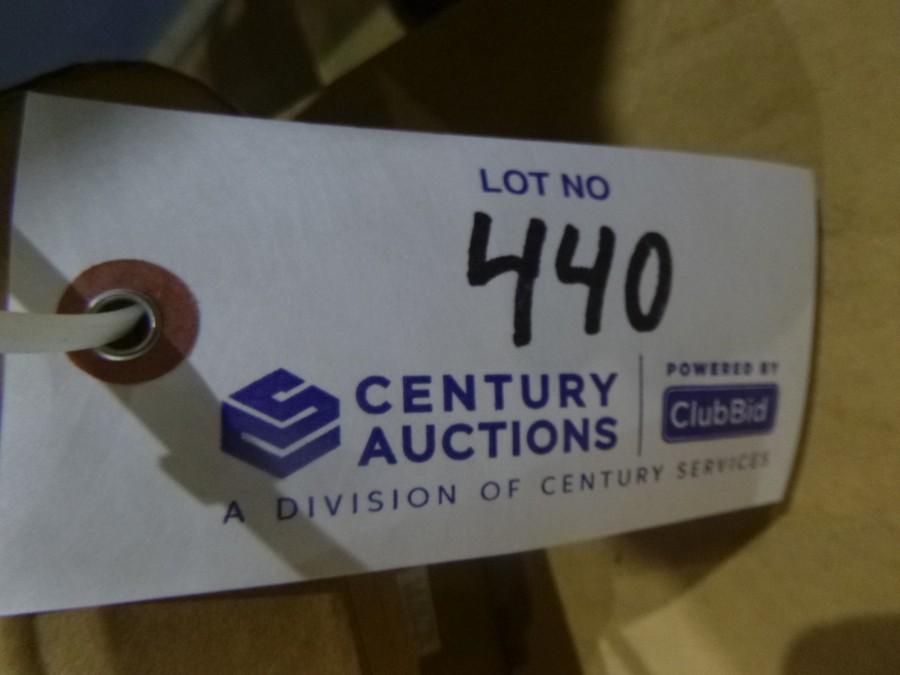 LOT NO
440
CENTURY
AUCTIONS
POWERED BY
ClubBid
A DIVISION OF CENTURY SERVICES